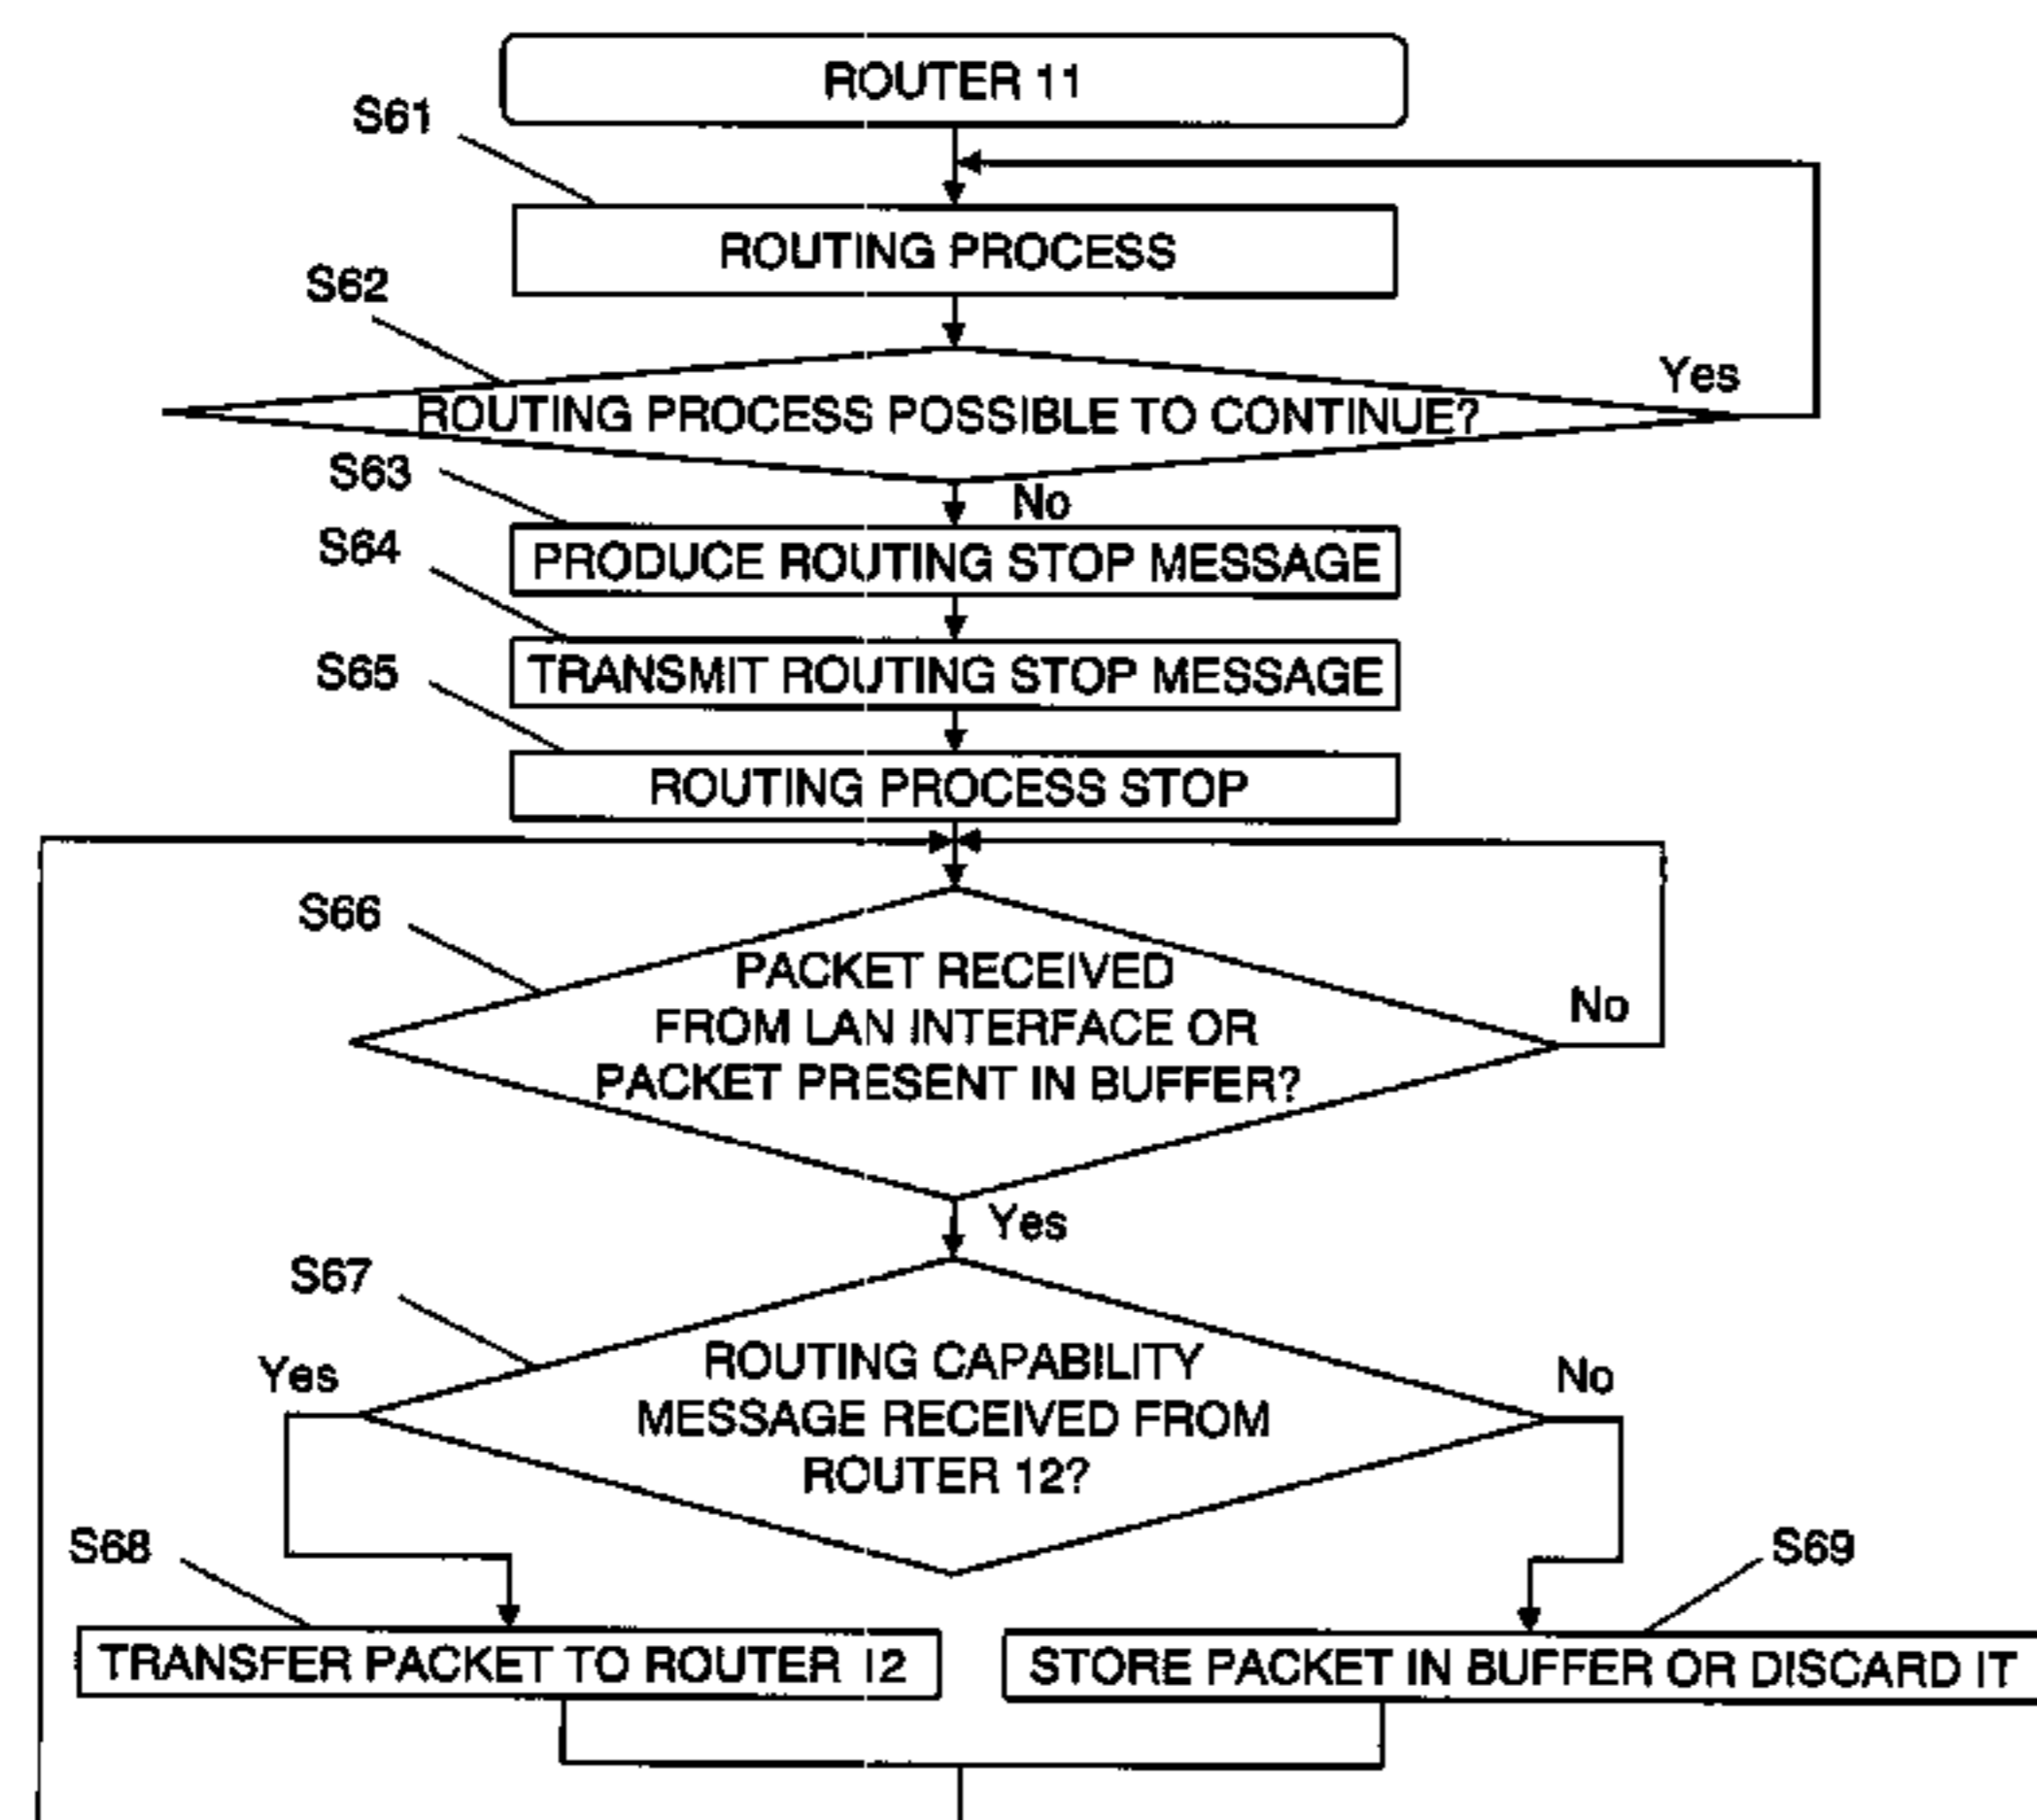 ROUTER 11
S61
ROUTING PROCESS
S62
Yes
ROUTING PROCESS POSSIBLE TO CONTINUE?
S63
No
S64
PRODUCE ROUTING STOP MESSAGE
S65
TRANSMIT ROUTING STOP MESSAGE
ROUTING PROCESS STOP
S66
PACKET RECEIVED
FROM LAN INTERFACE OR
PACKET PRESENT IN BUFFER?
No
Yes
S67
ROUTING CAPABILITY
MESSAGE RECEIVED FROM
ROUTER 12?
Yes
No
S68
S69
TRANSFER PACKET TO ROUTER 12
STORE PACKET IN BUFFER OR DISCARD IT